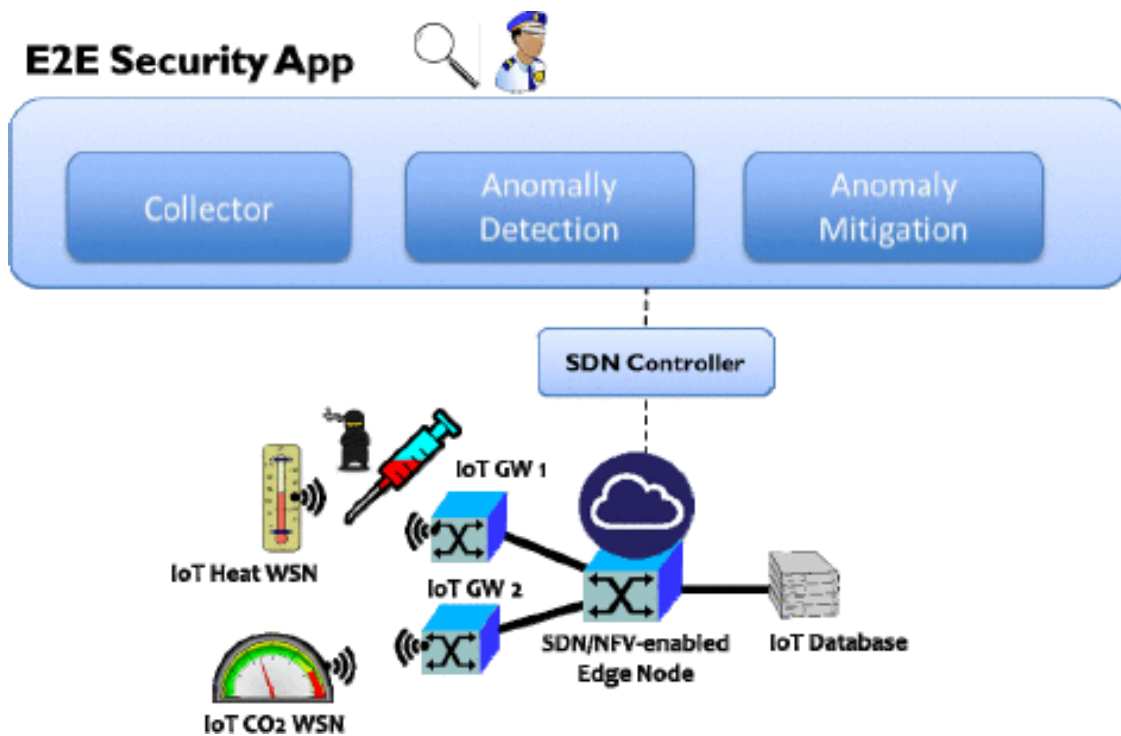 E2E Security App
Collector
Anomally
Detection
Anomaly
Mitigation
SDN Controller
IoT GW 1
IoT Heat WSN
IoT GW 2
SDN/NFV-enabled
Edge Node
IoT Database
IoT CO2 WSN